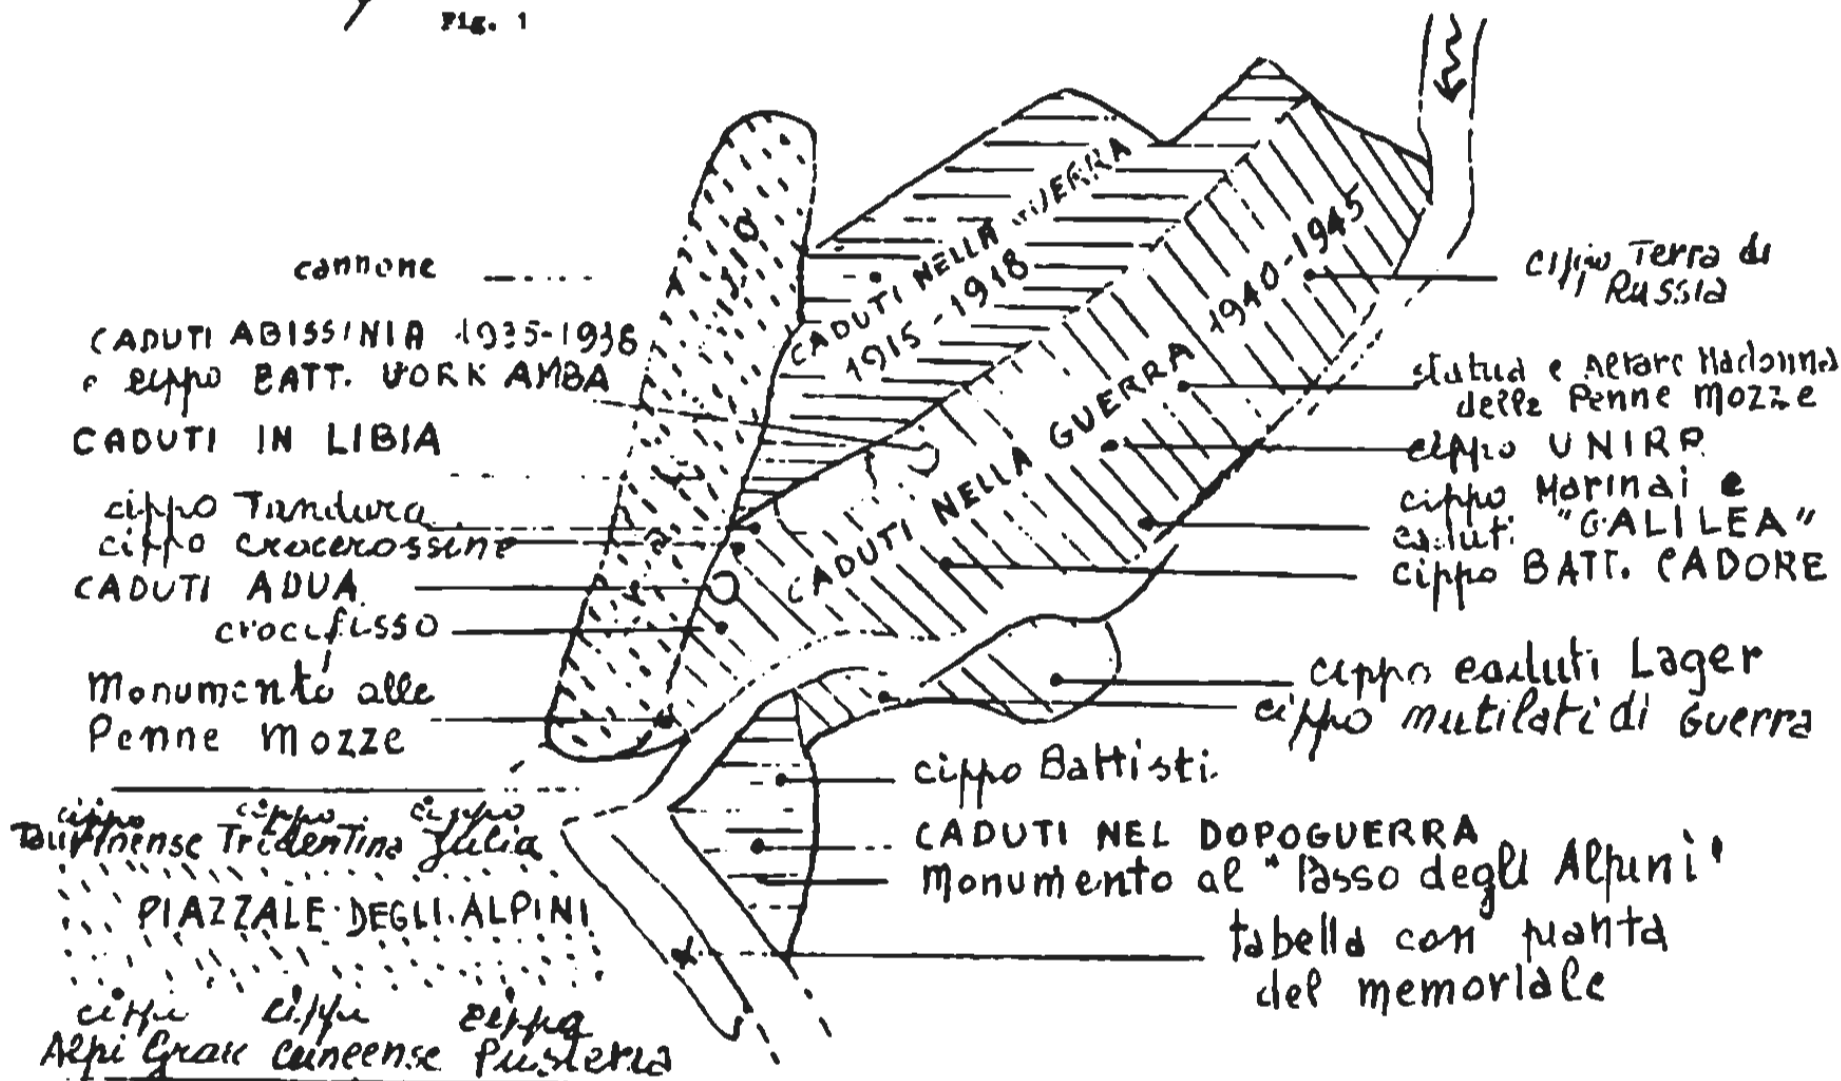 Fig. 1
cannone
CADUTI ABISSINIA 1935-1936
e cippo BATT. WORK AMBA
CADUTI IN LIBIA
cippo Tandura
cippo crocerossine
CADUTI ADUA
crocifisso
Monumento alle
Penne Mozze
cippo cippo cippo
Taurinense Tridentina Julia
PIAZZALE DEGLI ALPINI
cippo cippo cippo
Alpi Graie Cuneense Pusteria
CADUTI NELLA GUERRA
1915-1918
CADUTI NELLA GUERRA 1940-1945
cippo Terra di
Russia
statua e altare Madonna
delle Penne Mozze
cippo UNIRR
cippo Marinai e
caduti "GALILEA"
cippo BATT. CADORE
cippo caduti Lager
cippo mutilati di Guerra
cippo Battisti
CADUTI NEL DOPOGUERRA
Monumento al "Passo degli Alpini"
tabella con pianta
del memoriale